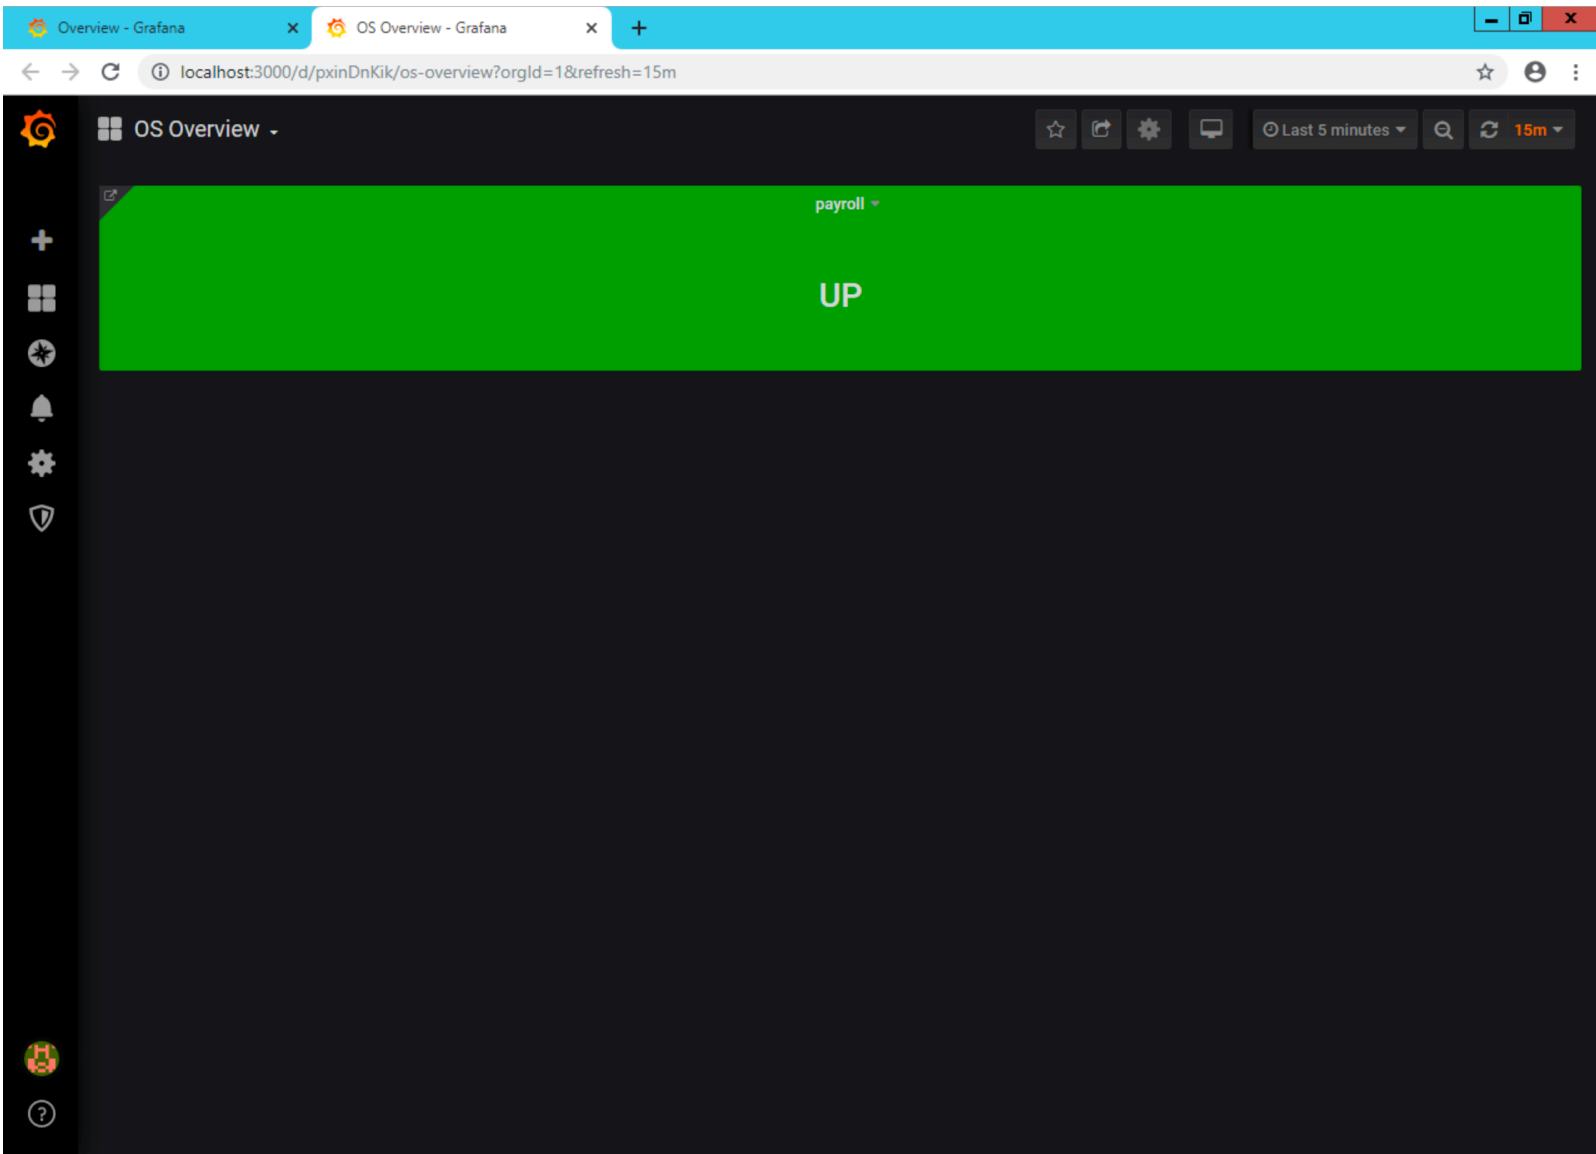 Overview - Grafana
OS Overview - Grafana
localhost:3000/d/pxinDnKik/os-overview?orgId=1&refresh=15m
OS Overview
Last 5 minutes
15m
payroll
UP